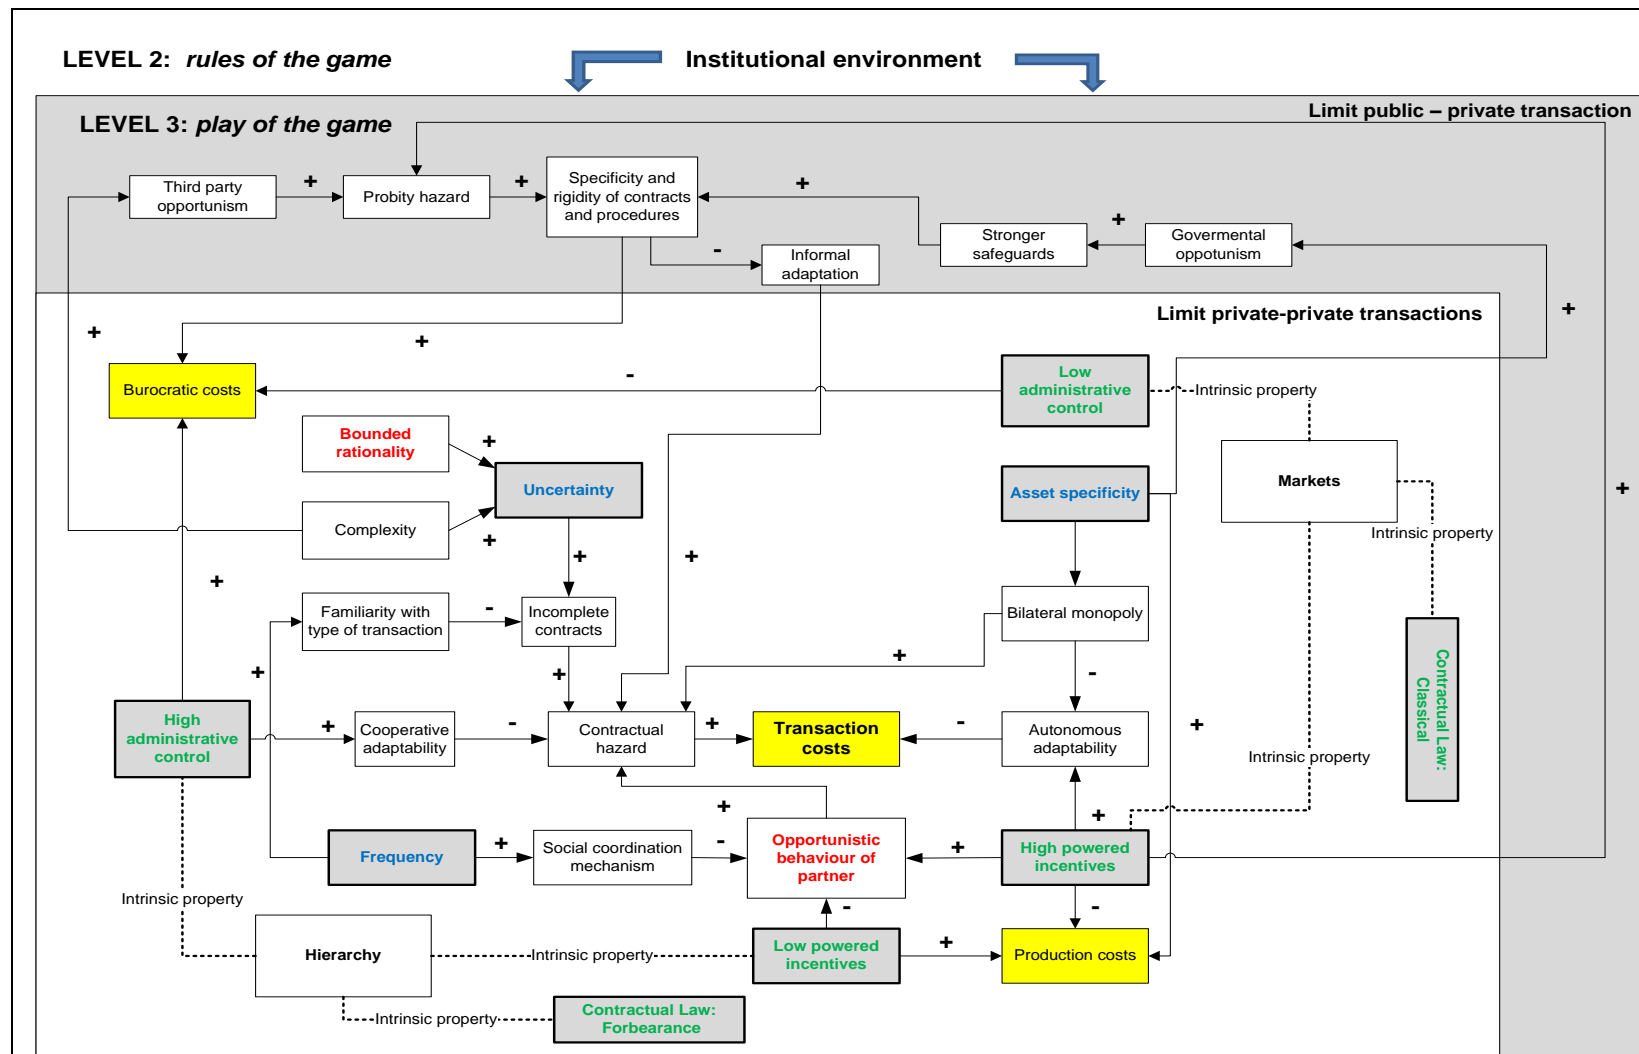 LEVEL 2: rules of the game
Institutional environment
Limit public – private transaction
LEVEL 3: play of the game
Third party
opportunism
+
Probity hazard
+
Specificity and
rigidity of contracts
and procedures
+
Stronger
safeguards
+
Govermental
oppotunism
-
Informal
adaptation
+
+
+
Limit private-private transactions
Burocratic costs
-
Low
administrative
control
Intrinsic property
Bounded
rationality
+
Uncertainty
Asset specificity
Markets
+
Complexity
+
Intrinsic property
+
+
+
Familiarity with
type of transaction
-
Incomplete
contracts
Bilateral monopoly
+
+
+
-
Contractual Law:
Classical
High
administrative
control
+
Cooperative
adaptability
-
Contractual
hazard
+
Transaction
costs
-
Autonomous
adaptability
+
Intrinsic property
+
+
Frequency
+
Social coordination
mechanism
-
Opportunistic
behaviour of
partner
+
High powered
incentives
Intrinsic property
-
-
Hierarchy
Intrinsic property
Low powered
incentives
+
Production costs
Intrinsic property
Contractual Law:
Forbearance